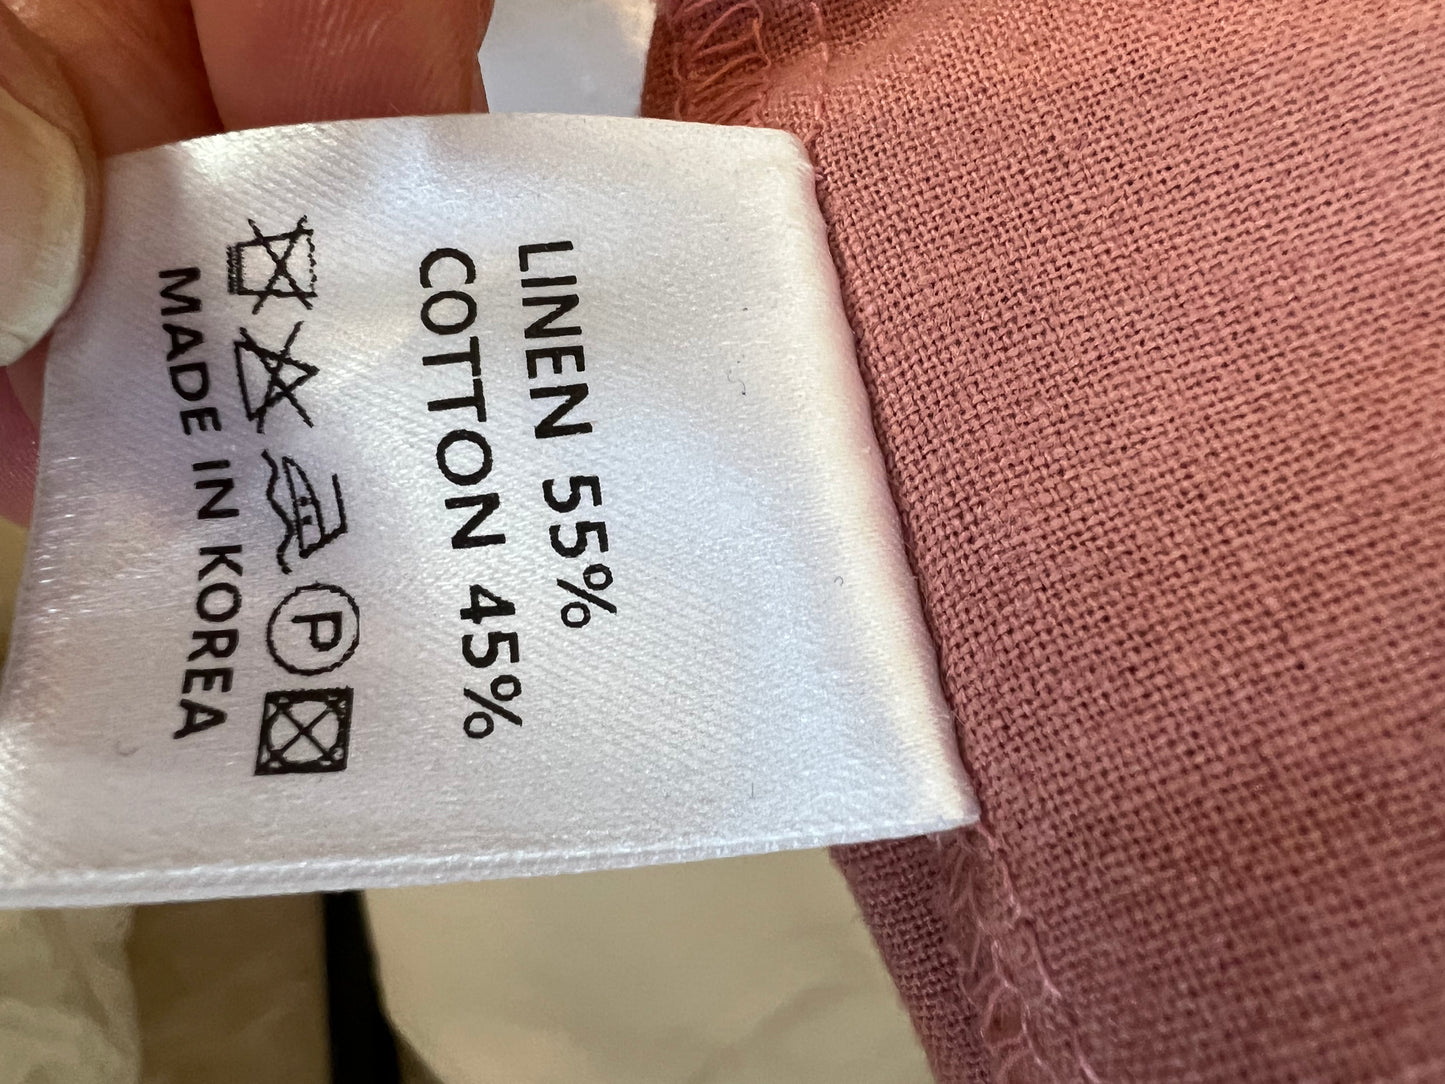 LINEN 55%
COTTON 45%
P
MADE IN KOREA